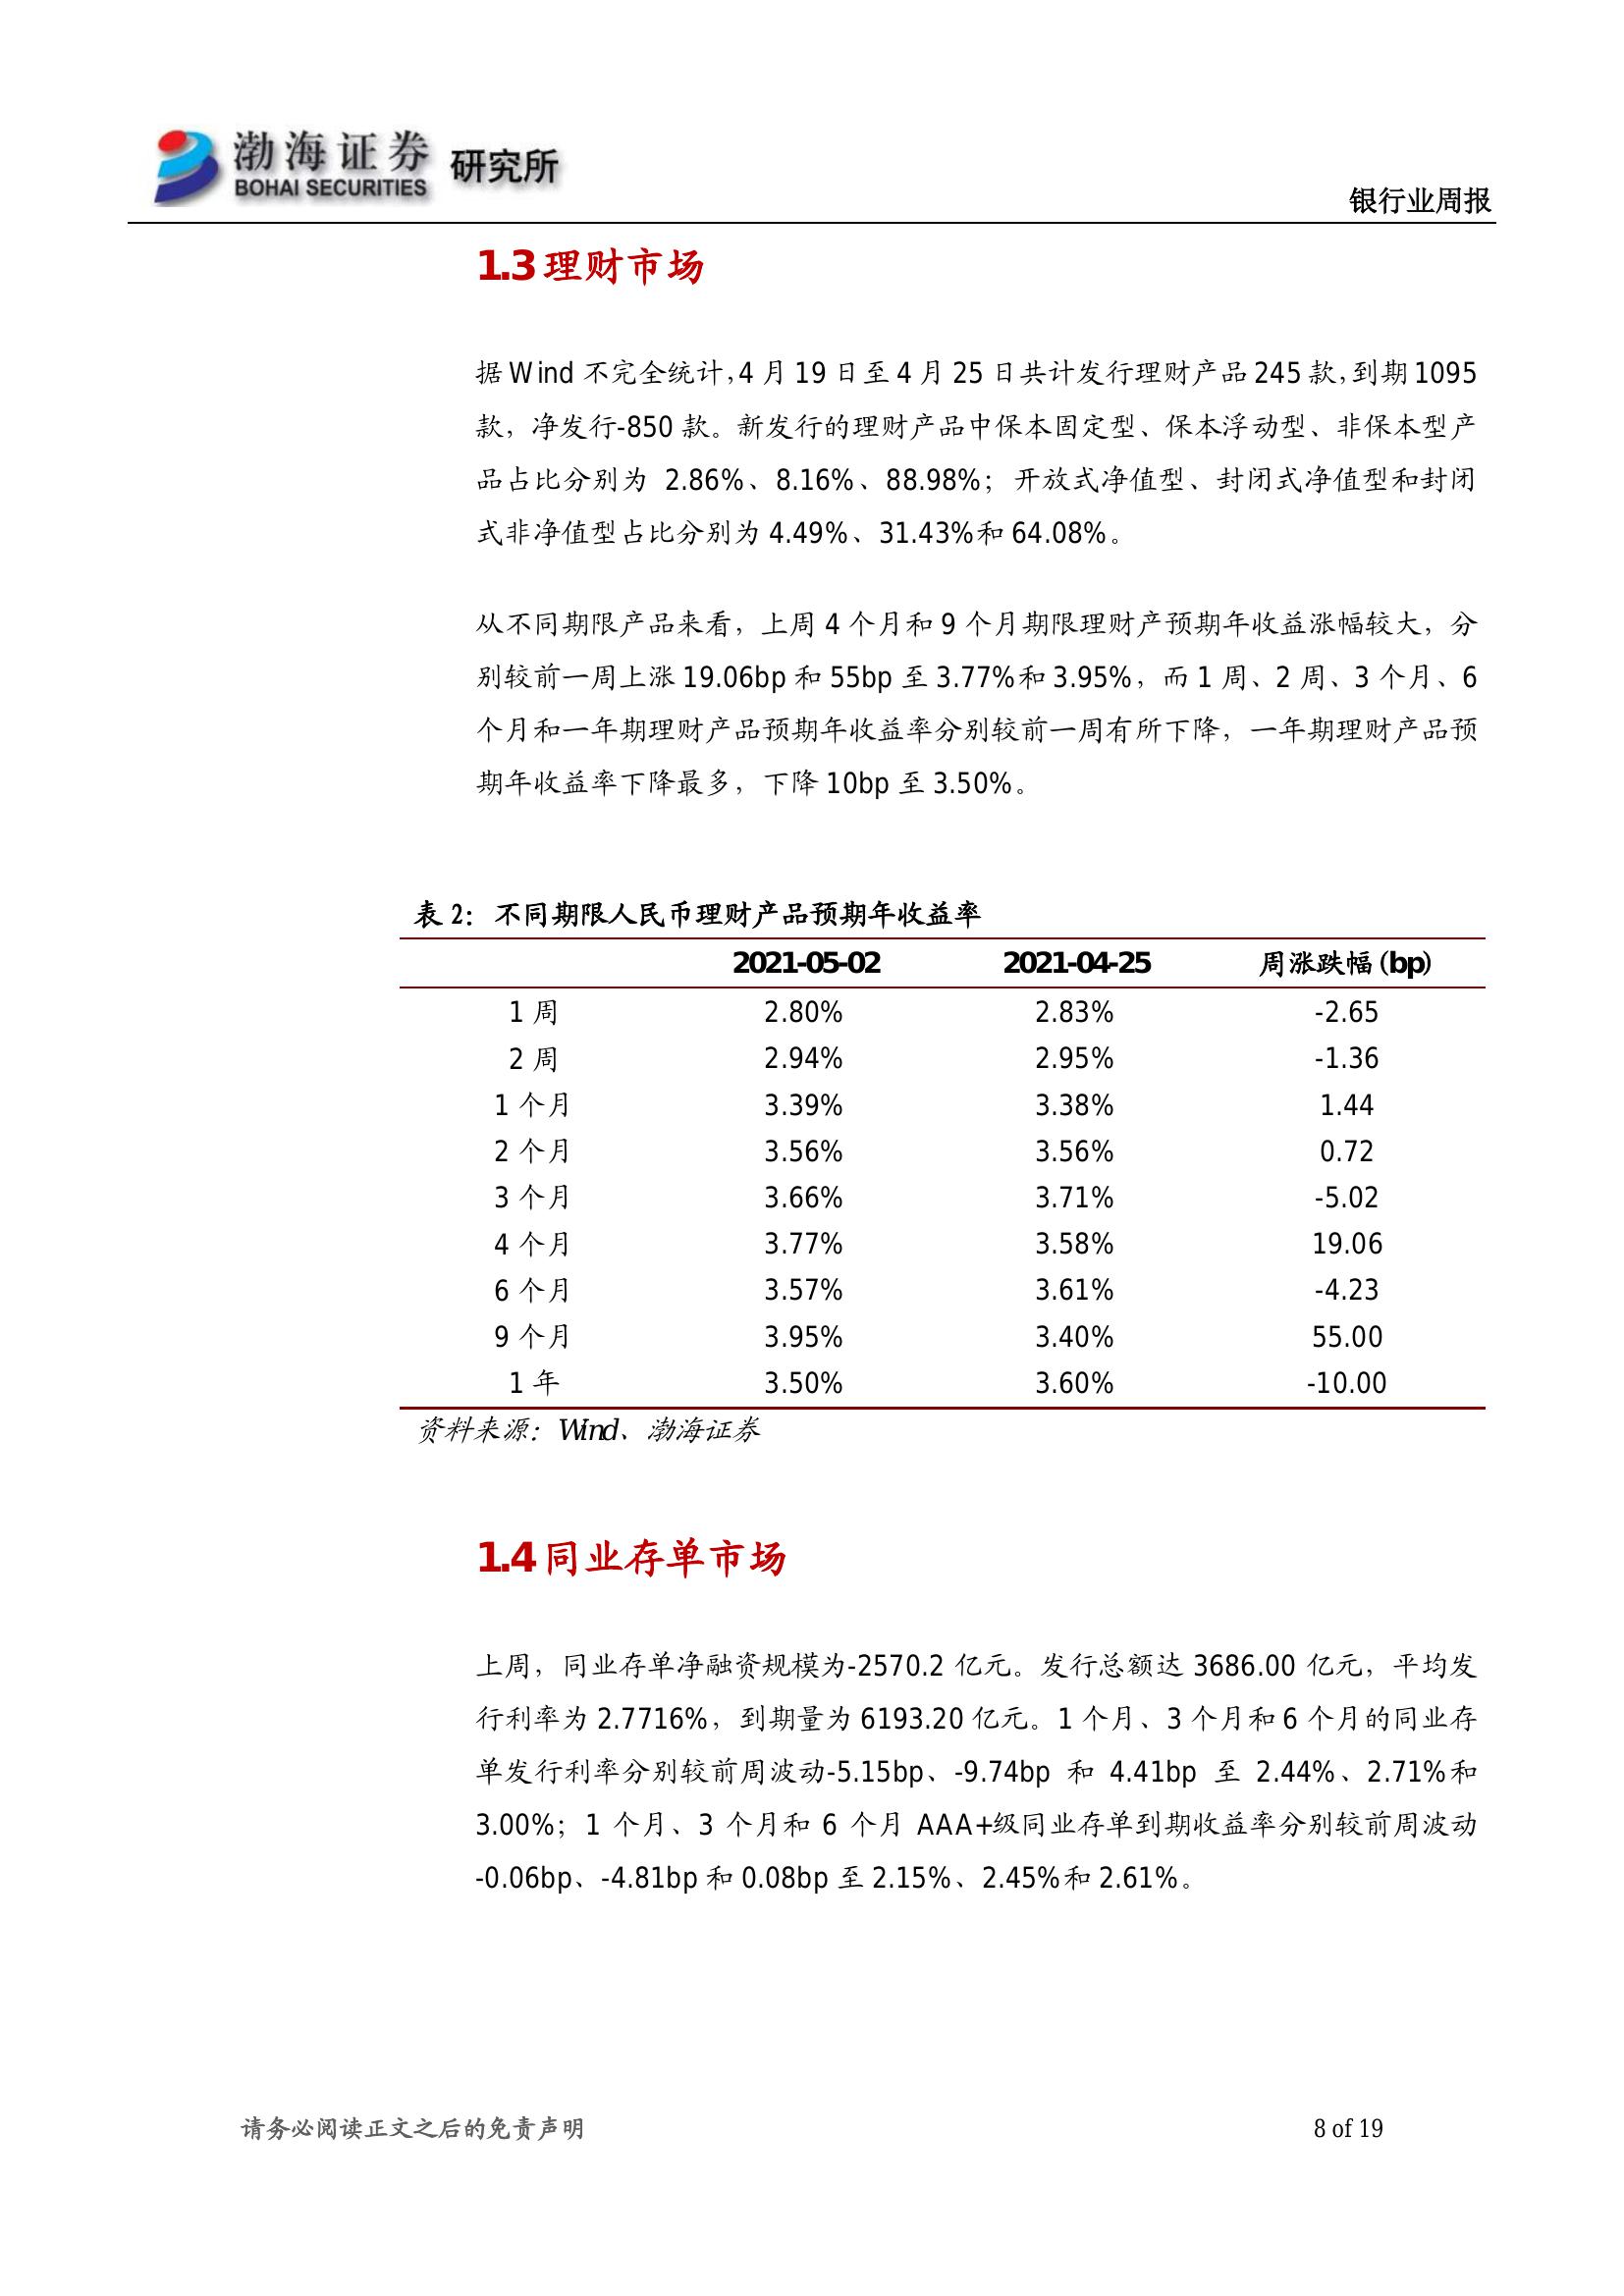 渤海证券 研究所
BOHAI SECURITIES
银行业周报
1.3 理财市场
据 Wind 不完全统计，4 月 19 日至 4 月 25 日共计发行理财产品 245 款，到期 1095
款，净发行-850 款。新发行的理财产品中保本固定型、保本浮动型、非保本型产
品占比分别为 2.86%、8.16%、88.98%；开放式净值型、封闭式净值型和封闭
式非净值型占比分别为 4.49%、31.43%和 64.08%。
从不同期限产品来看，上周 4 个月和 9 个月期限理财产预期年收益涨幅较大，分
别较前一周上涨 19.06bp 和 55bp 至 3.77%和 3.95%，而 1 周、2 周、3 个月、6
个月和一年期理财产品预期年收益率分别较前一周有所下降，一年期理财产品预
期年收益率下降最多，下降 10bp 至 3.50%。
表 2：不同期限人民币理财产品预期年收益率
2021-05-02 2021-04-25 周涨跌幅(bp)
1 周 2.80% 2.83% -2.65
2 周 2.94% 2.95% -1.36
1 个月 3.39% 3.38% 1.44
2 个月 3.56% 3.56% 0.72
3 个月 3.66% 3.71% -5.02
4 个月 3.77% 3.58% 19.06
6 个月 3.57% 3.61% -4.23
9 个月 3.95% 3.40% 55.00
1 年 3.50% 3.60% -10.00
资料来源：Wind、渤海证券
1.4 同业存单市场
上周，同业存单净融资规模为-2570.2 亿元。发行总额达 3686.00 亿元，平均发
行利率为 2.7716%，到期量为 6193.20 亿元。1 个月、3 个月和 6 个月的同业存
单发行利率分别较前周波动-5.15bp、-9.74bp 和 4.41bp 至 2.44%、2.71%和
3.00%；1 个月、3 个月和 6 个月 AAA+级同业存单到期收益率分别较前周波动
-0.06bp、-4.81bp 和 0.08bp 至 2.15%、2.45%和 2.61%。
请务必阅读正文之后的免责声明 8 of 19